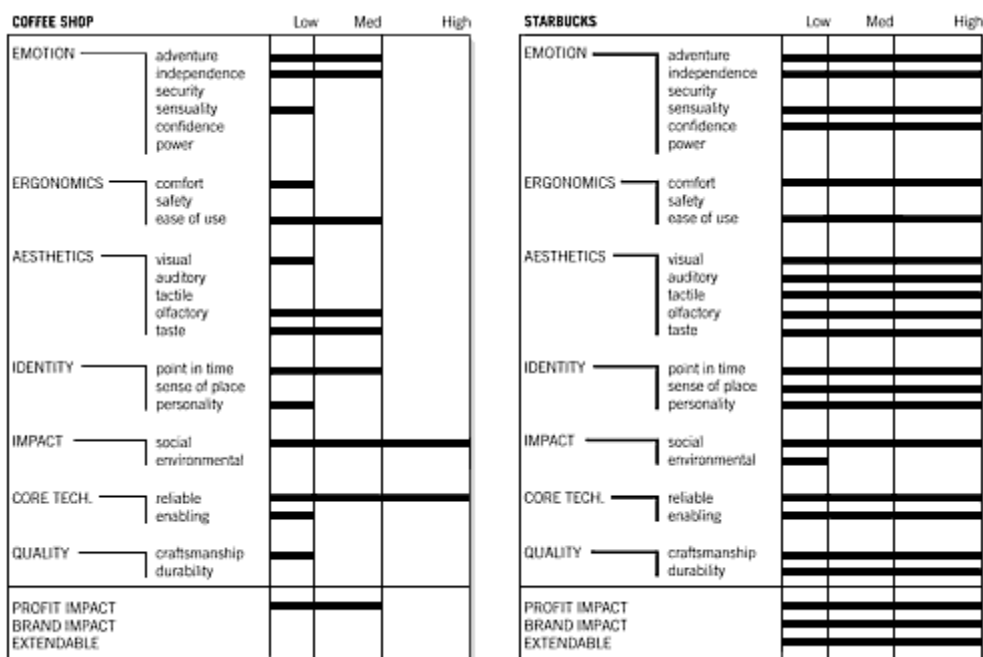 COFFEE SHOP Low Med High
EMOTION adventure
independence
security
sensuality
confidence
power
ERGONOMICS comfort
safety
ease of use
AESTHETICS visual
auditory
tactile
olfactory
taste
IDENTITY point in time
sense of place
personality
IMPACT social
environmental
CORE TECH. reliable
enabling
QUALITY craftsmanship
durability
PROFIT IMPACT
BRAND IMPACT
EXTENDABLE
STARBUCKS Low Med High
EMOTION adventure
independence
security
sensuality
confidence
power
ERGONOMICS comfort
safety
ease of use
AESTHETICS visual
auditory
tactile
olfactory
taste
IDENTITY point in time
sense of place
personality
IMPACT social
environmental
CORE TECH. reliable
enabling
QUALITY craftsmanship
durability
PROFIT IMPACT
BRAND IMPACT
EXTENDABLE